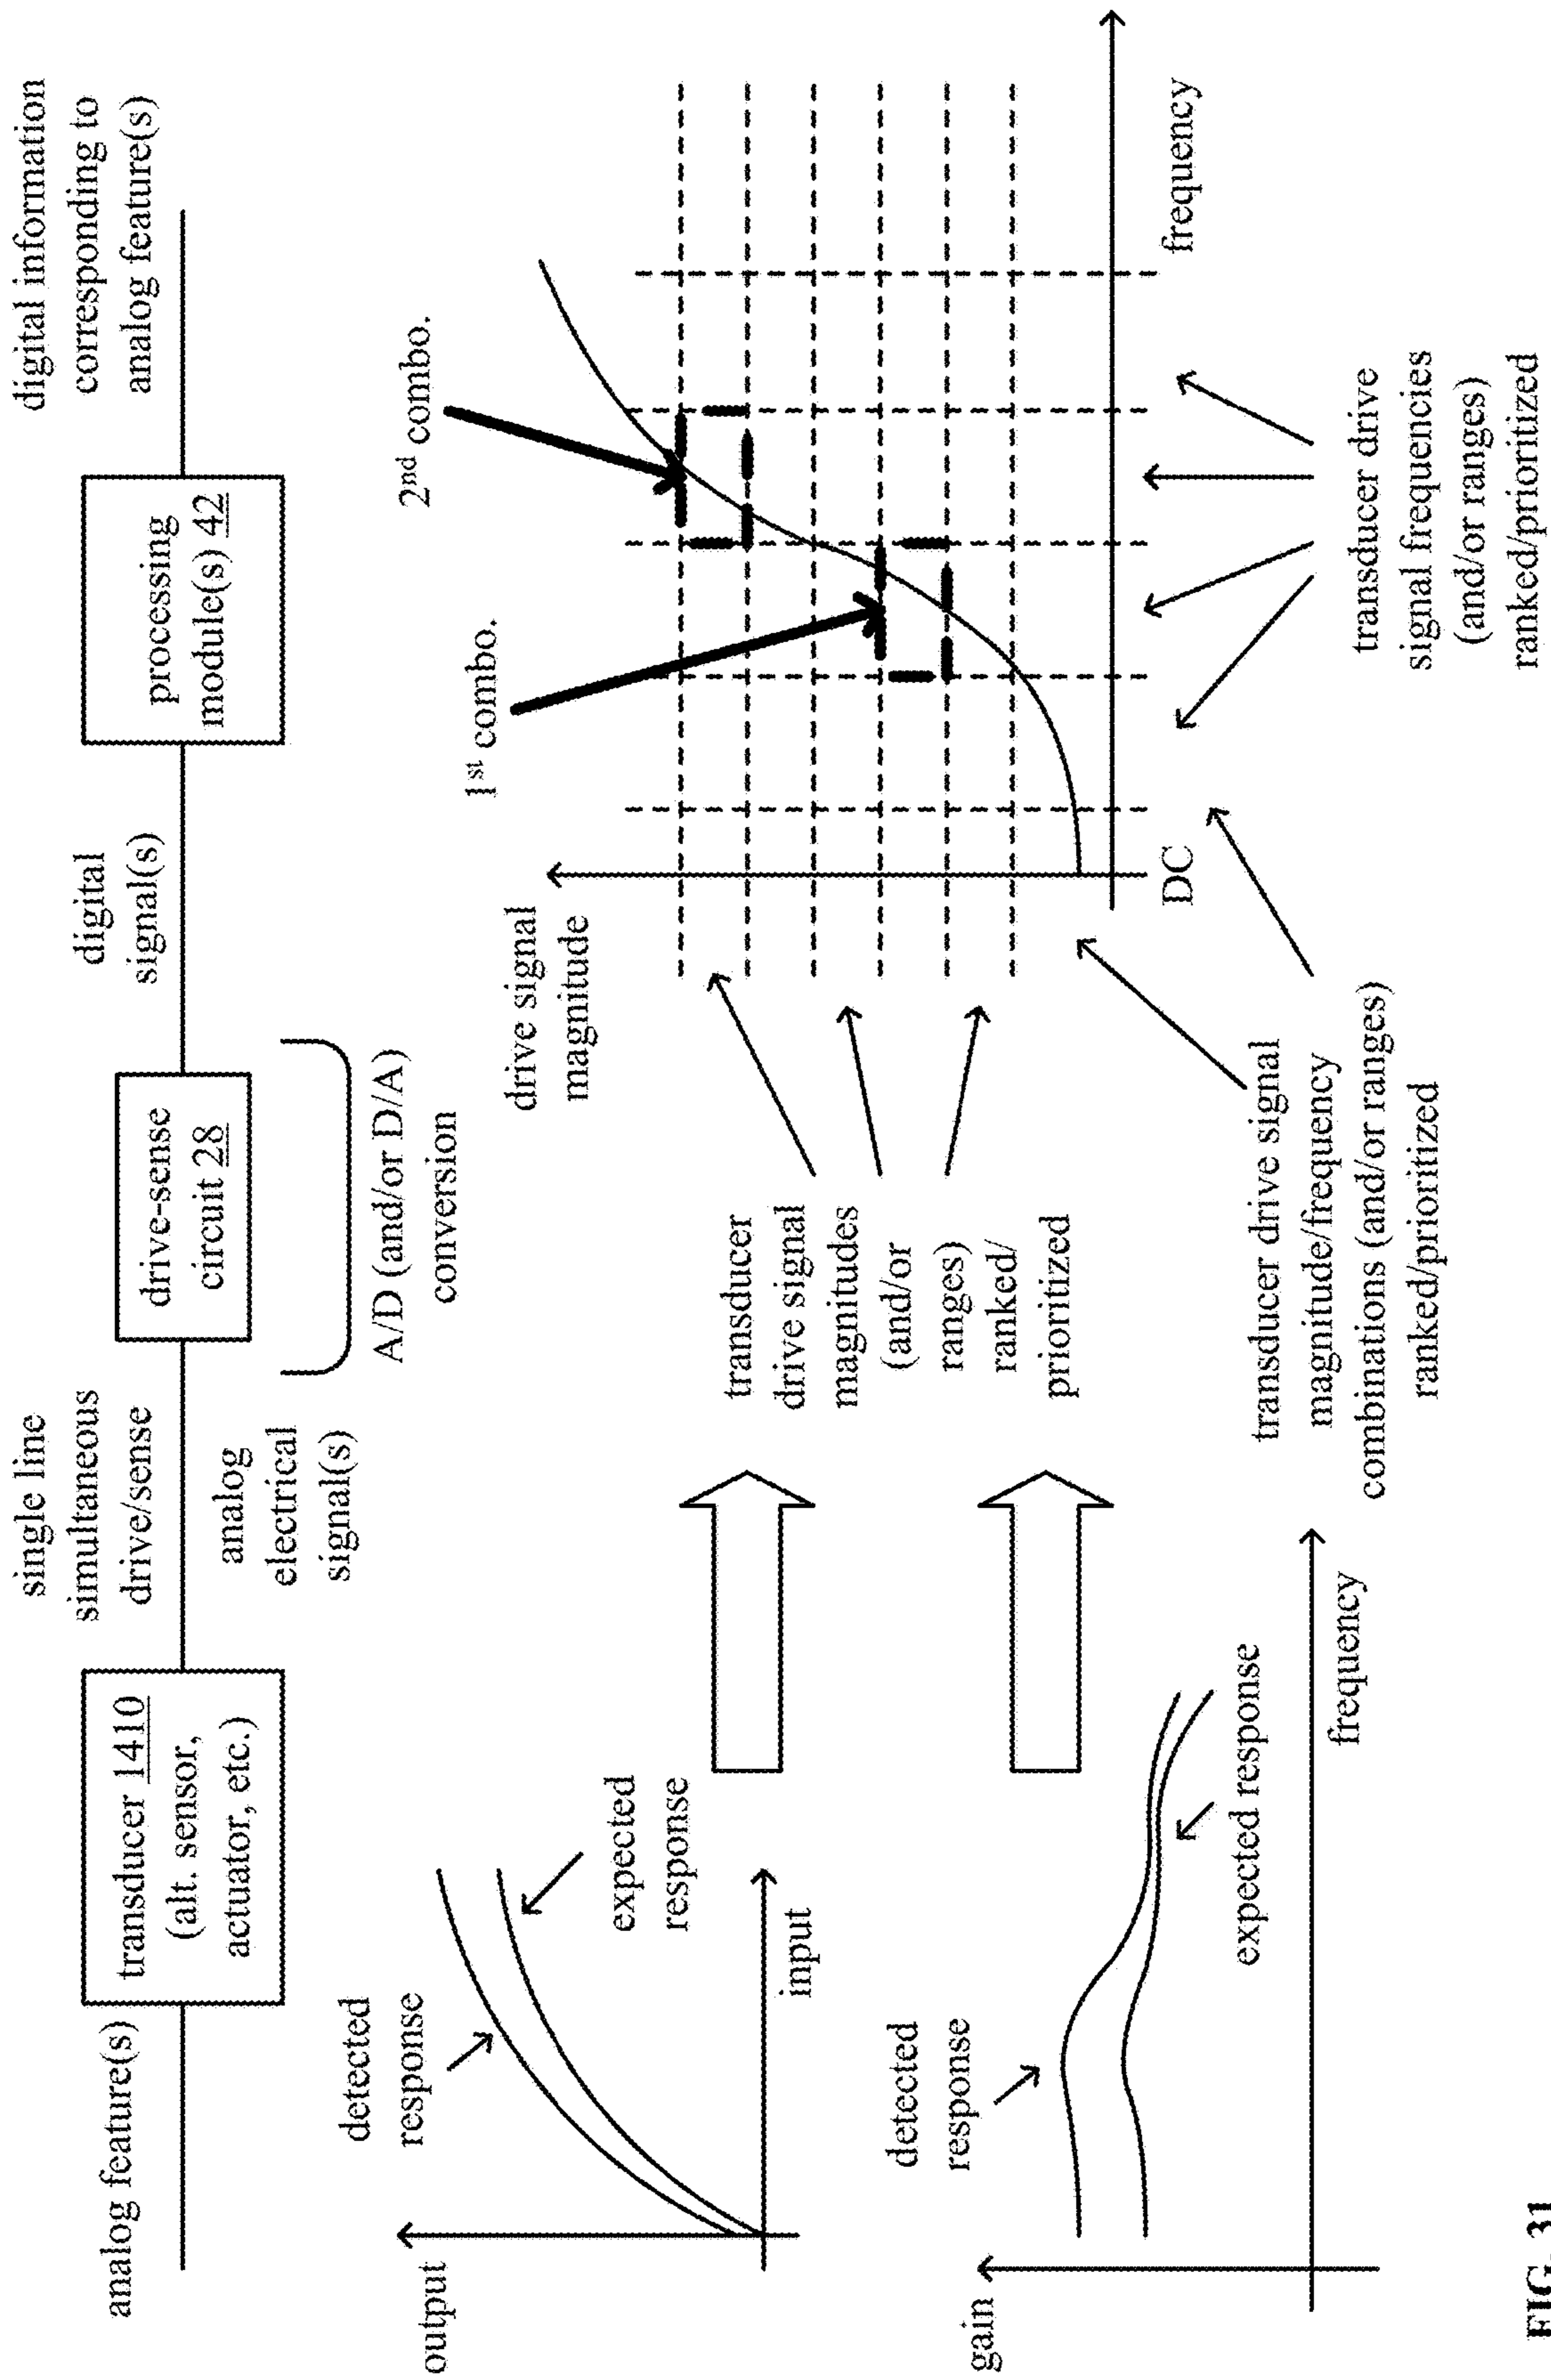 analog feature(s)
transducer 1410
(alt. sensor,
actuator, etc.)
single line
simultaneous
drive/sense
analog
electrical
signal(s)
drive-sense
circuit 28
A/D (and/or D/A)
conversion
digital
signal(s)
processing
module(s) 42
digital information
corresponding to
analog feature(s)
output
detected
response
expected
response
input
gain
detected
response
expected response
frequency
transducer
drive signal
magnitudes
(and/or
ranges)
ranked/
prioritized
transducer drive signal
magnitude/frequency
combinations (and/or ranges)
ranked/prioritized
drive signal
magnitude
1st combo.
2nd combo.
DC
frequency
transducer drive
signal frequencies
(and/or ranges)
ranked/prioritized
FIG. 31